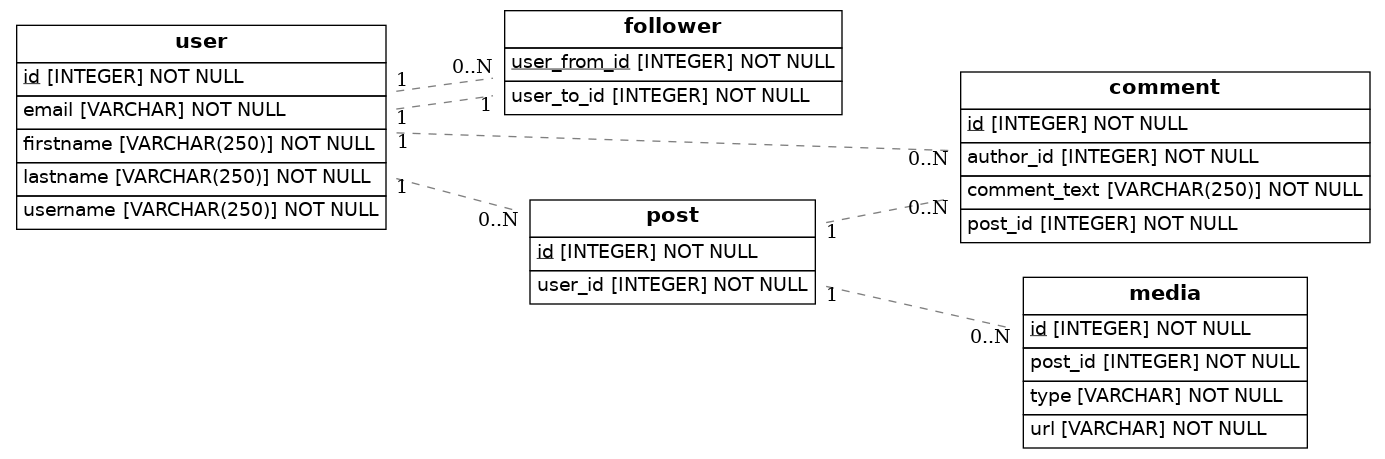 user
id [INTEGER] NOT NULL
email [VARCHAR] NOT NULL
firstname [VARCHAR(250)] NOT NULL
lastname [VARCHAR(250)] NOT NULL
username [VARCHAR(250)] NOT NULL
1
0..N
1
1
1
0..N
1
0..N
follower
user_from_id [INTEGER] NOT NULL
user_to_id [INTEGER] NOT NULL
post
id [INTEGER] NOT NULL
user_id [INTEGER] NOT NULL
1
0..N
1
0..N
comment
id [INTEGER] NOT NULL
author_id [INTEGER] NOT NULL
comment_text [VARCHAR(250)] NOT NULL
post_id [INTEGER] NOT NULL
media
id [INTEGER] NOT NULL
post_id [INTEGER] NOT NULL
type [VARCHAR] NOT NULL
url [VARCHAR] NOT NULL